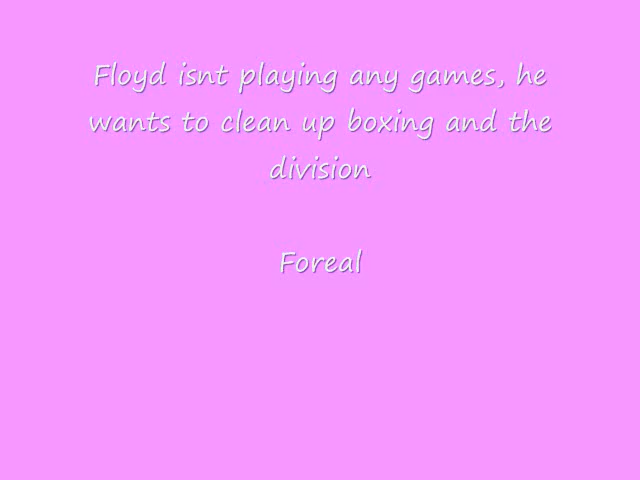 Floyd isnt playing any games, he
wants to clean up boxing and the
division
Foreal